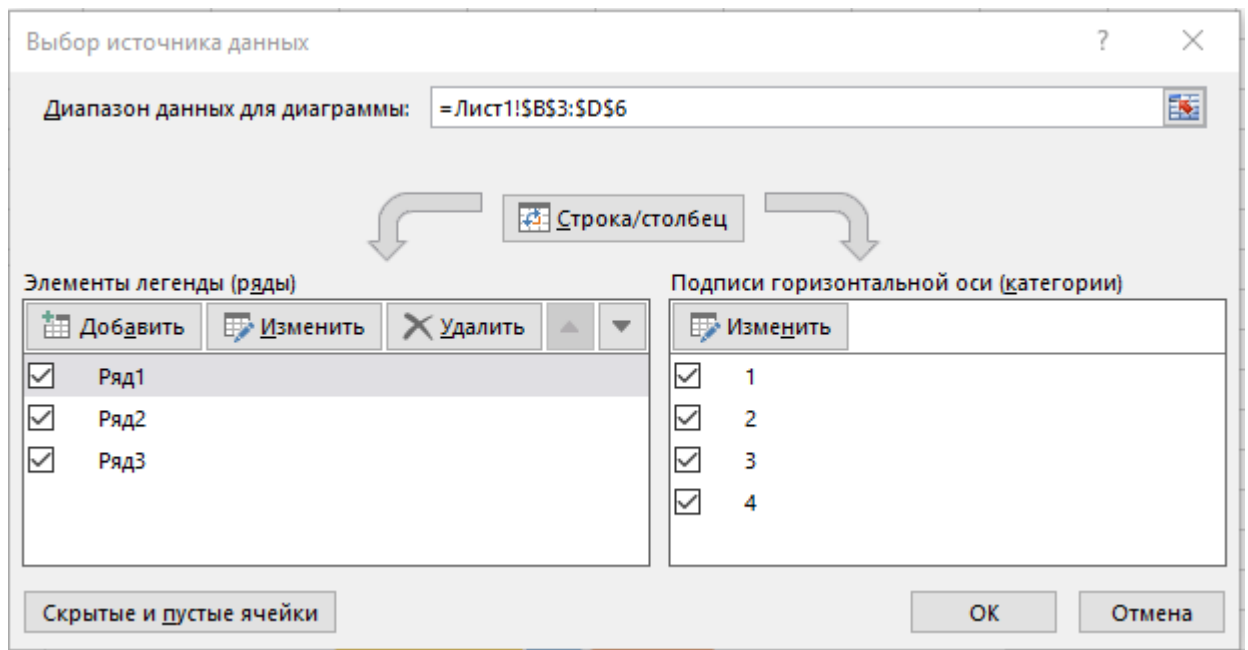 Выбор источника данных ?
Диапазон данных для диаграммы: =Лист1!$B$3:$D$6
Строка/столбец
Элементы легенды (ряды)
Добавить Изменить Удалить
Ряд1
Ряд2
Ряд3
Подписи горизонтальной оси (категории)
Изменить
1
2
3
4
Скрытые и пустые ячейки
ОК Отмена